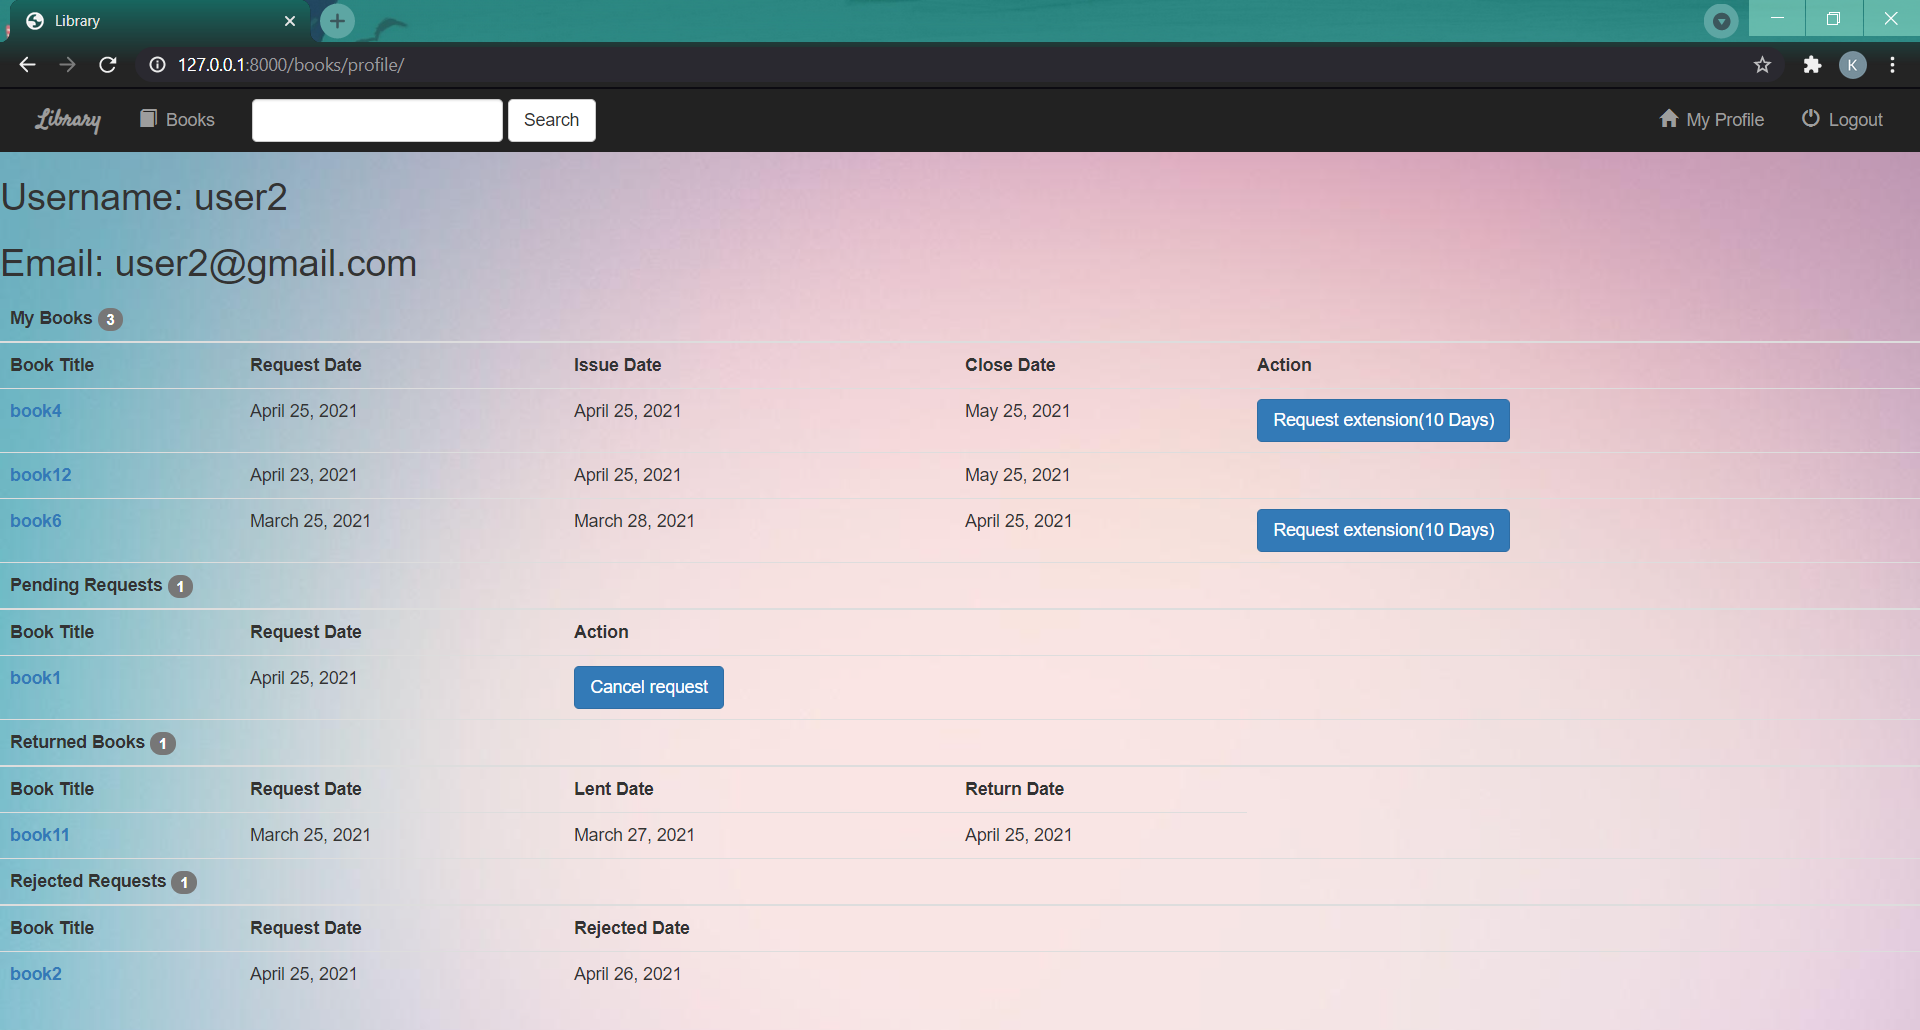 Library
127.0.0.1:8000/books/profile/
K
Library Books Search My Profile Logout
Username: user2
Email: user2@gmail.com
My Books 3
Book Title Request Date Issue Date Close Date Action
book4 April 25, 2021 April 25, 2021 May 25, 2021 Request extension(10 Days)
book12 April 23, 2021 April 25, 2021 May 25, 2021
book6 March 25, 2021 March 28, 2021 April 25, 2021 Request extension(10 Days)
Pending Requests 1
Book Title Request Date Action
book1 April 25, 2021 Cancel request
Returned Books 1
Book Title Request Date Lent Date Return Date
book11 March 25, 2021 March 27, 2021 April 25, 2021
Rejected Requests 1
Book Title Request Date Rejected Date
book2 April 25, 2021 April 26, 2021